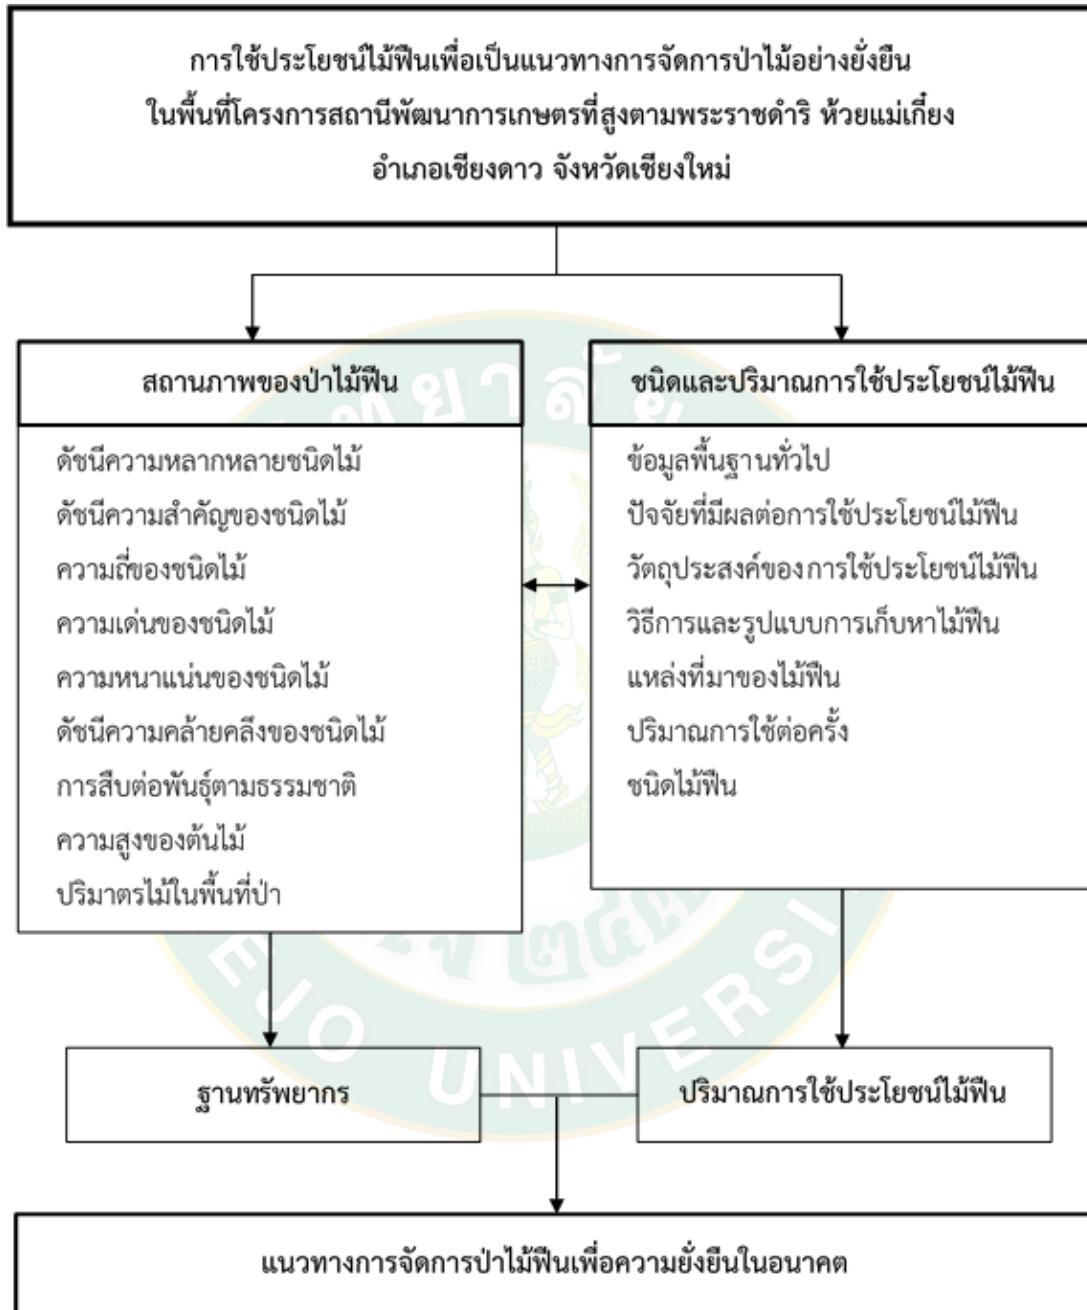 การใช้ประโยชน์ไม้ฟืนเพื่อเป็นแนวทางการจัดการป่าไม้อย่างยั่งยืน
ในพื้นที่โครงการสถานีพัฒนาการเกษตรที่สูงตามพระราชดำริ ห้วยแม่เกี๋ยง
อำเภอเชียงดาว จังหวัดเชียงใหม่
สถานภาพของป่าไม้ฟืน
ดัชนีความหลากหลายชนิดไม้
ดัชนีความสำคัญของชนิดไม้
ความถี่ของชนิดไม้
ความเด่นของชนิดไม้
ความหนาแน่นของชนิดไม้
ดัชนีความคล้ายคลึงของชนิดไม้
การสืบต่อพันธุ์ตามธรรมชาติ
ความสูงของต้นไม้
ปริมาตรไม้ในพื้นที่ป่า
ชนิดและปริมาณการใช้ประโยชน์ไม้ฟืน
ข้อมูลพื้นฐานทั่วไป
ปัจจัยที่มีผลต่อการใช้ประโยชน์ไม้ฟืน
วัตถุประสงค์ของการใช้ประโยชน์ไม้ฟืน
วิธีการและรูปแบบการเก็บหาไม้ฟืน
แหล่งที่มาของไม้ฟืน
ปริมาณการใช้ต่อครั้ง
ชนิดไม้ฟืน
ฐานทรัพยากร
ปริมาณการใช้ประโยชน์ไม้ฟืน
แนวทางการจัดการป่าไม้ฟืนเพื่อความยั่งยืนในอนาคต